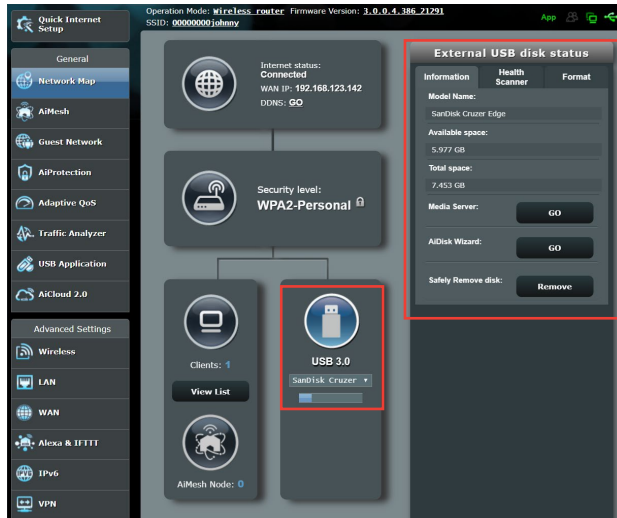 Quick Internet
Setup
Operation Mode: Wireless router Firmware Version: 3.0.0.4.386_21291
SSID: 00000000johnny
App
General
Network Map
AiMesh
Guest Network
AiProtection
Adaptive QoS
Traffic Analyzer
USB Application
AiCloud 2.0
Advanced Settings
Wireless
LAN
WAN
Alexa & IFTTT
IPv6
VPN
Internet status:
Connected
WAN IP: 192.168.123.142
DDNS: GO
Security level:
WPA2-Personal
Clients: 1
View List
AiMesh Node: 0
USB 3.0
SanDisk Cruzer
External USB disk status
Information
Health
Scanner
Format
Model Name:
SanDisk Cruzer Edge
Available space:
5.977 GB
Total space:
7.453 GB
Media Server:
GO
AiDisk Wizard:
GO
Safely Remove
disk:
Remove